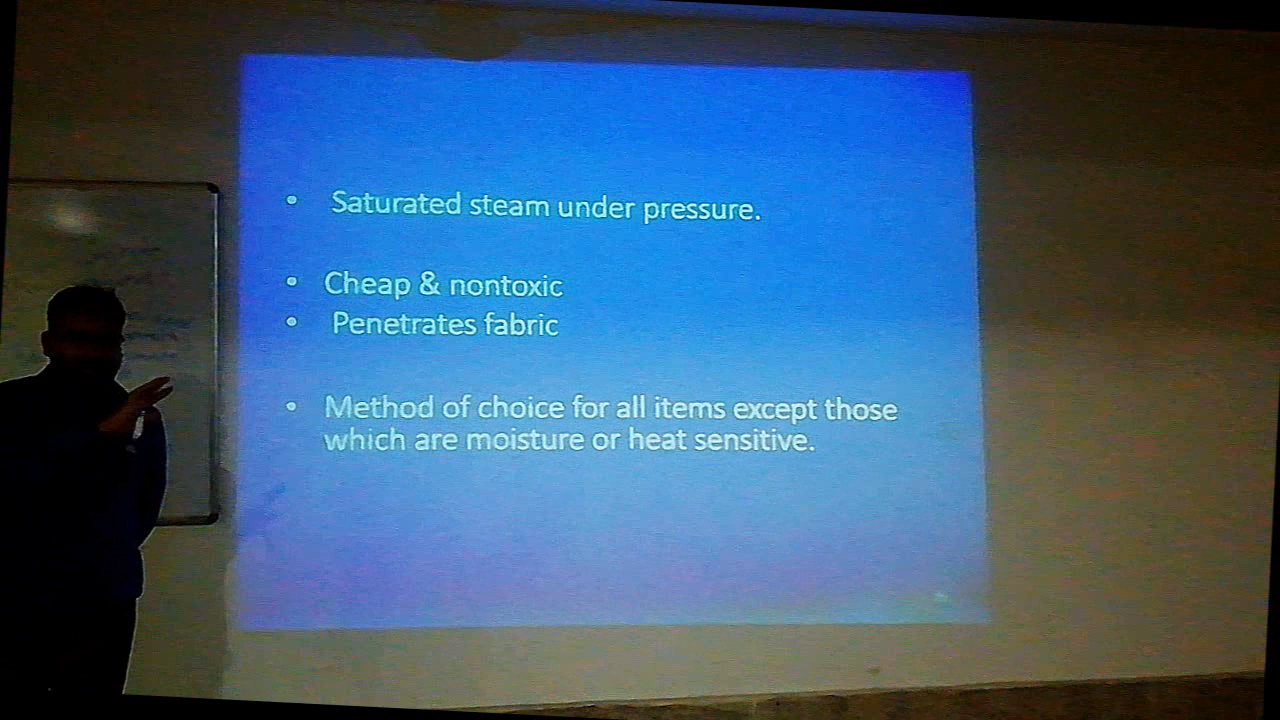 • Saturated steam under pressure.
• Cheap & nontoxic
• Penetrates fabric
• Method of choice for all items except those
which are moisture or heat sensitive.